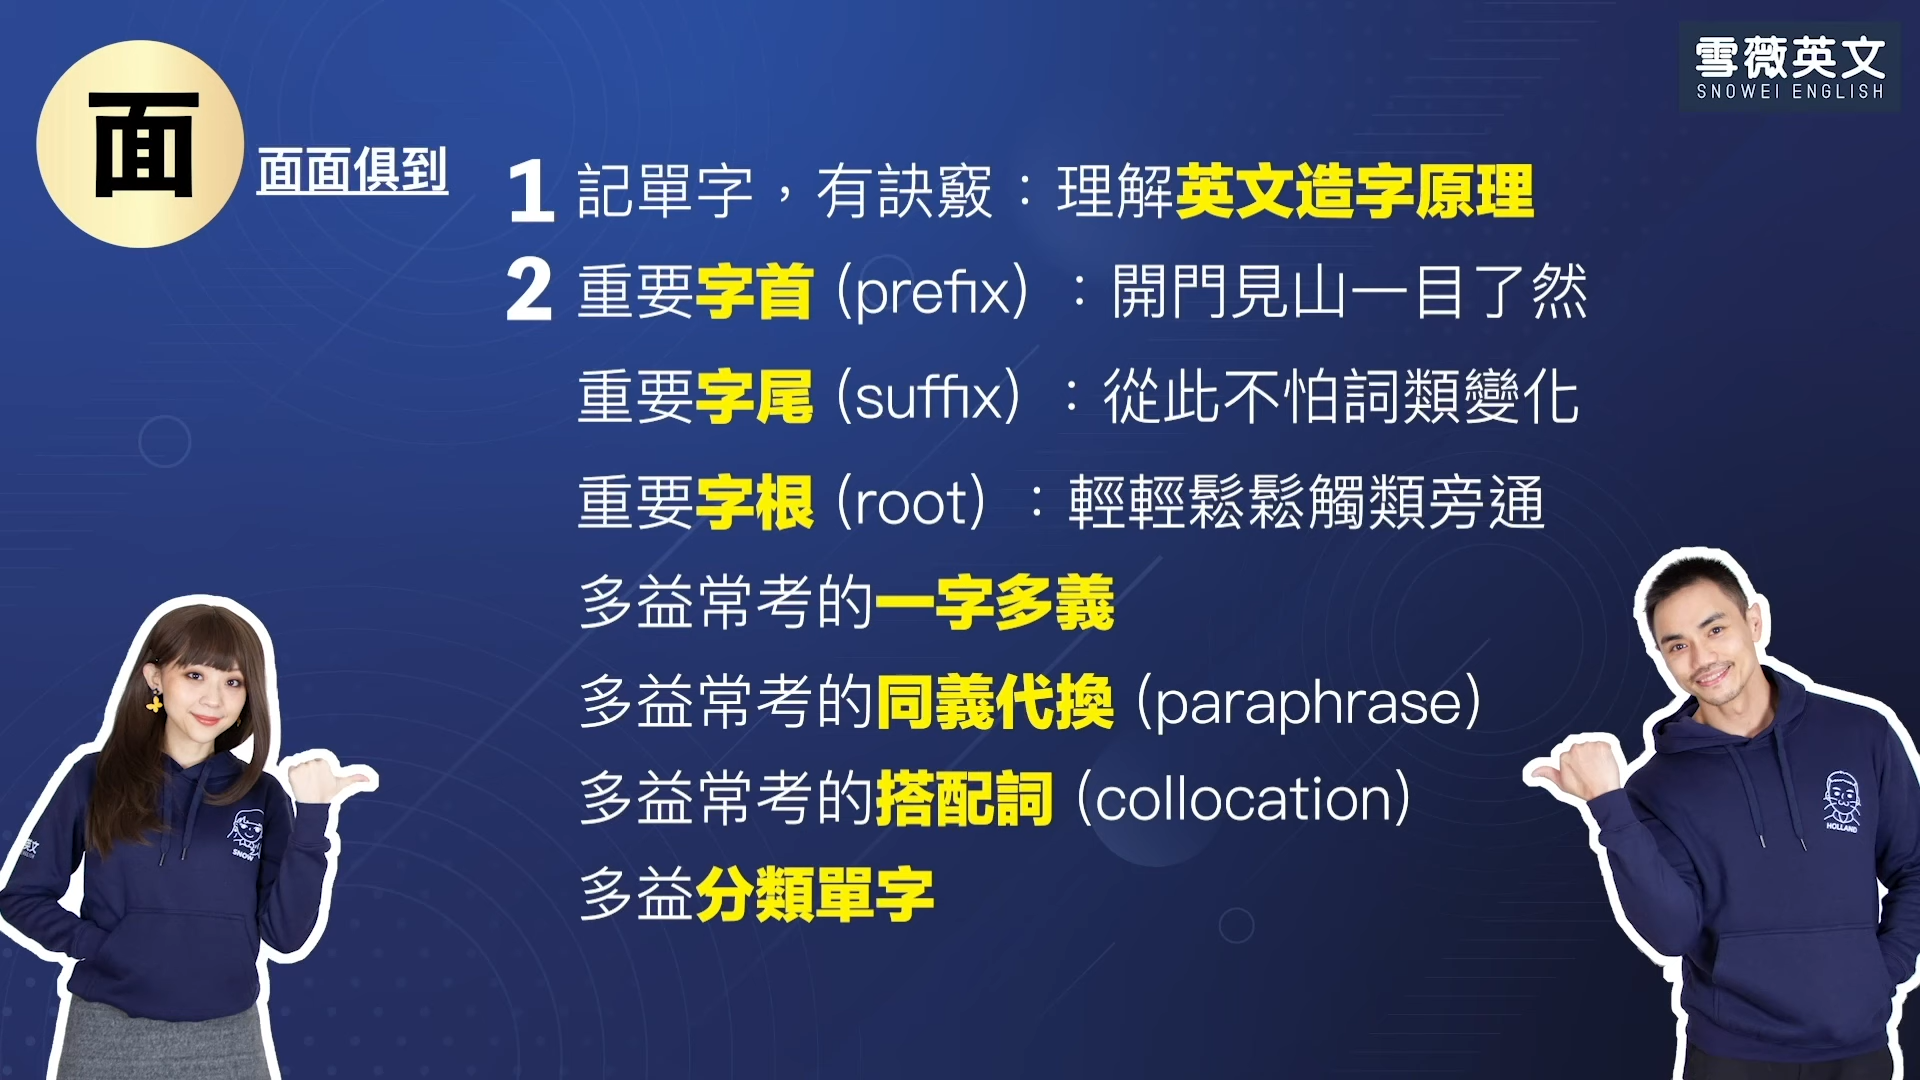 面
面面俱到
雪薇英文
SNOWEI ENGLISH
1 記單字，有訣竅：理解英文造字原理
2 重要字首 (prefix) ：開門見山一目了然
重要字尾 (suffix) ：從此不怕詞類變化
重要字根 (root) ：輕輕鬆鬆觸類旁通
多益常考的一字多義
多益常考的同義代換 (paraphrase)
多益常考的搭配詞 (collocation)
多益分類單字
SNOW
HOLLAND